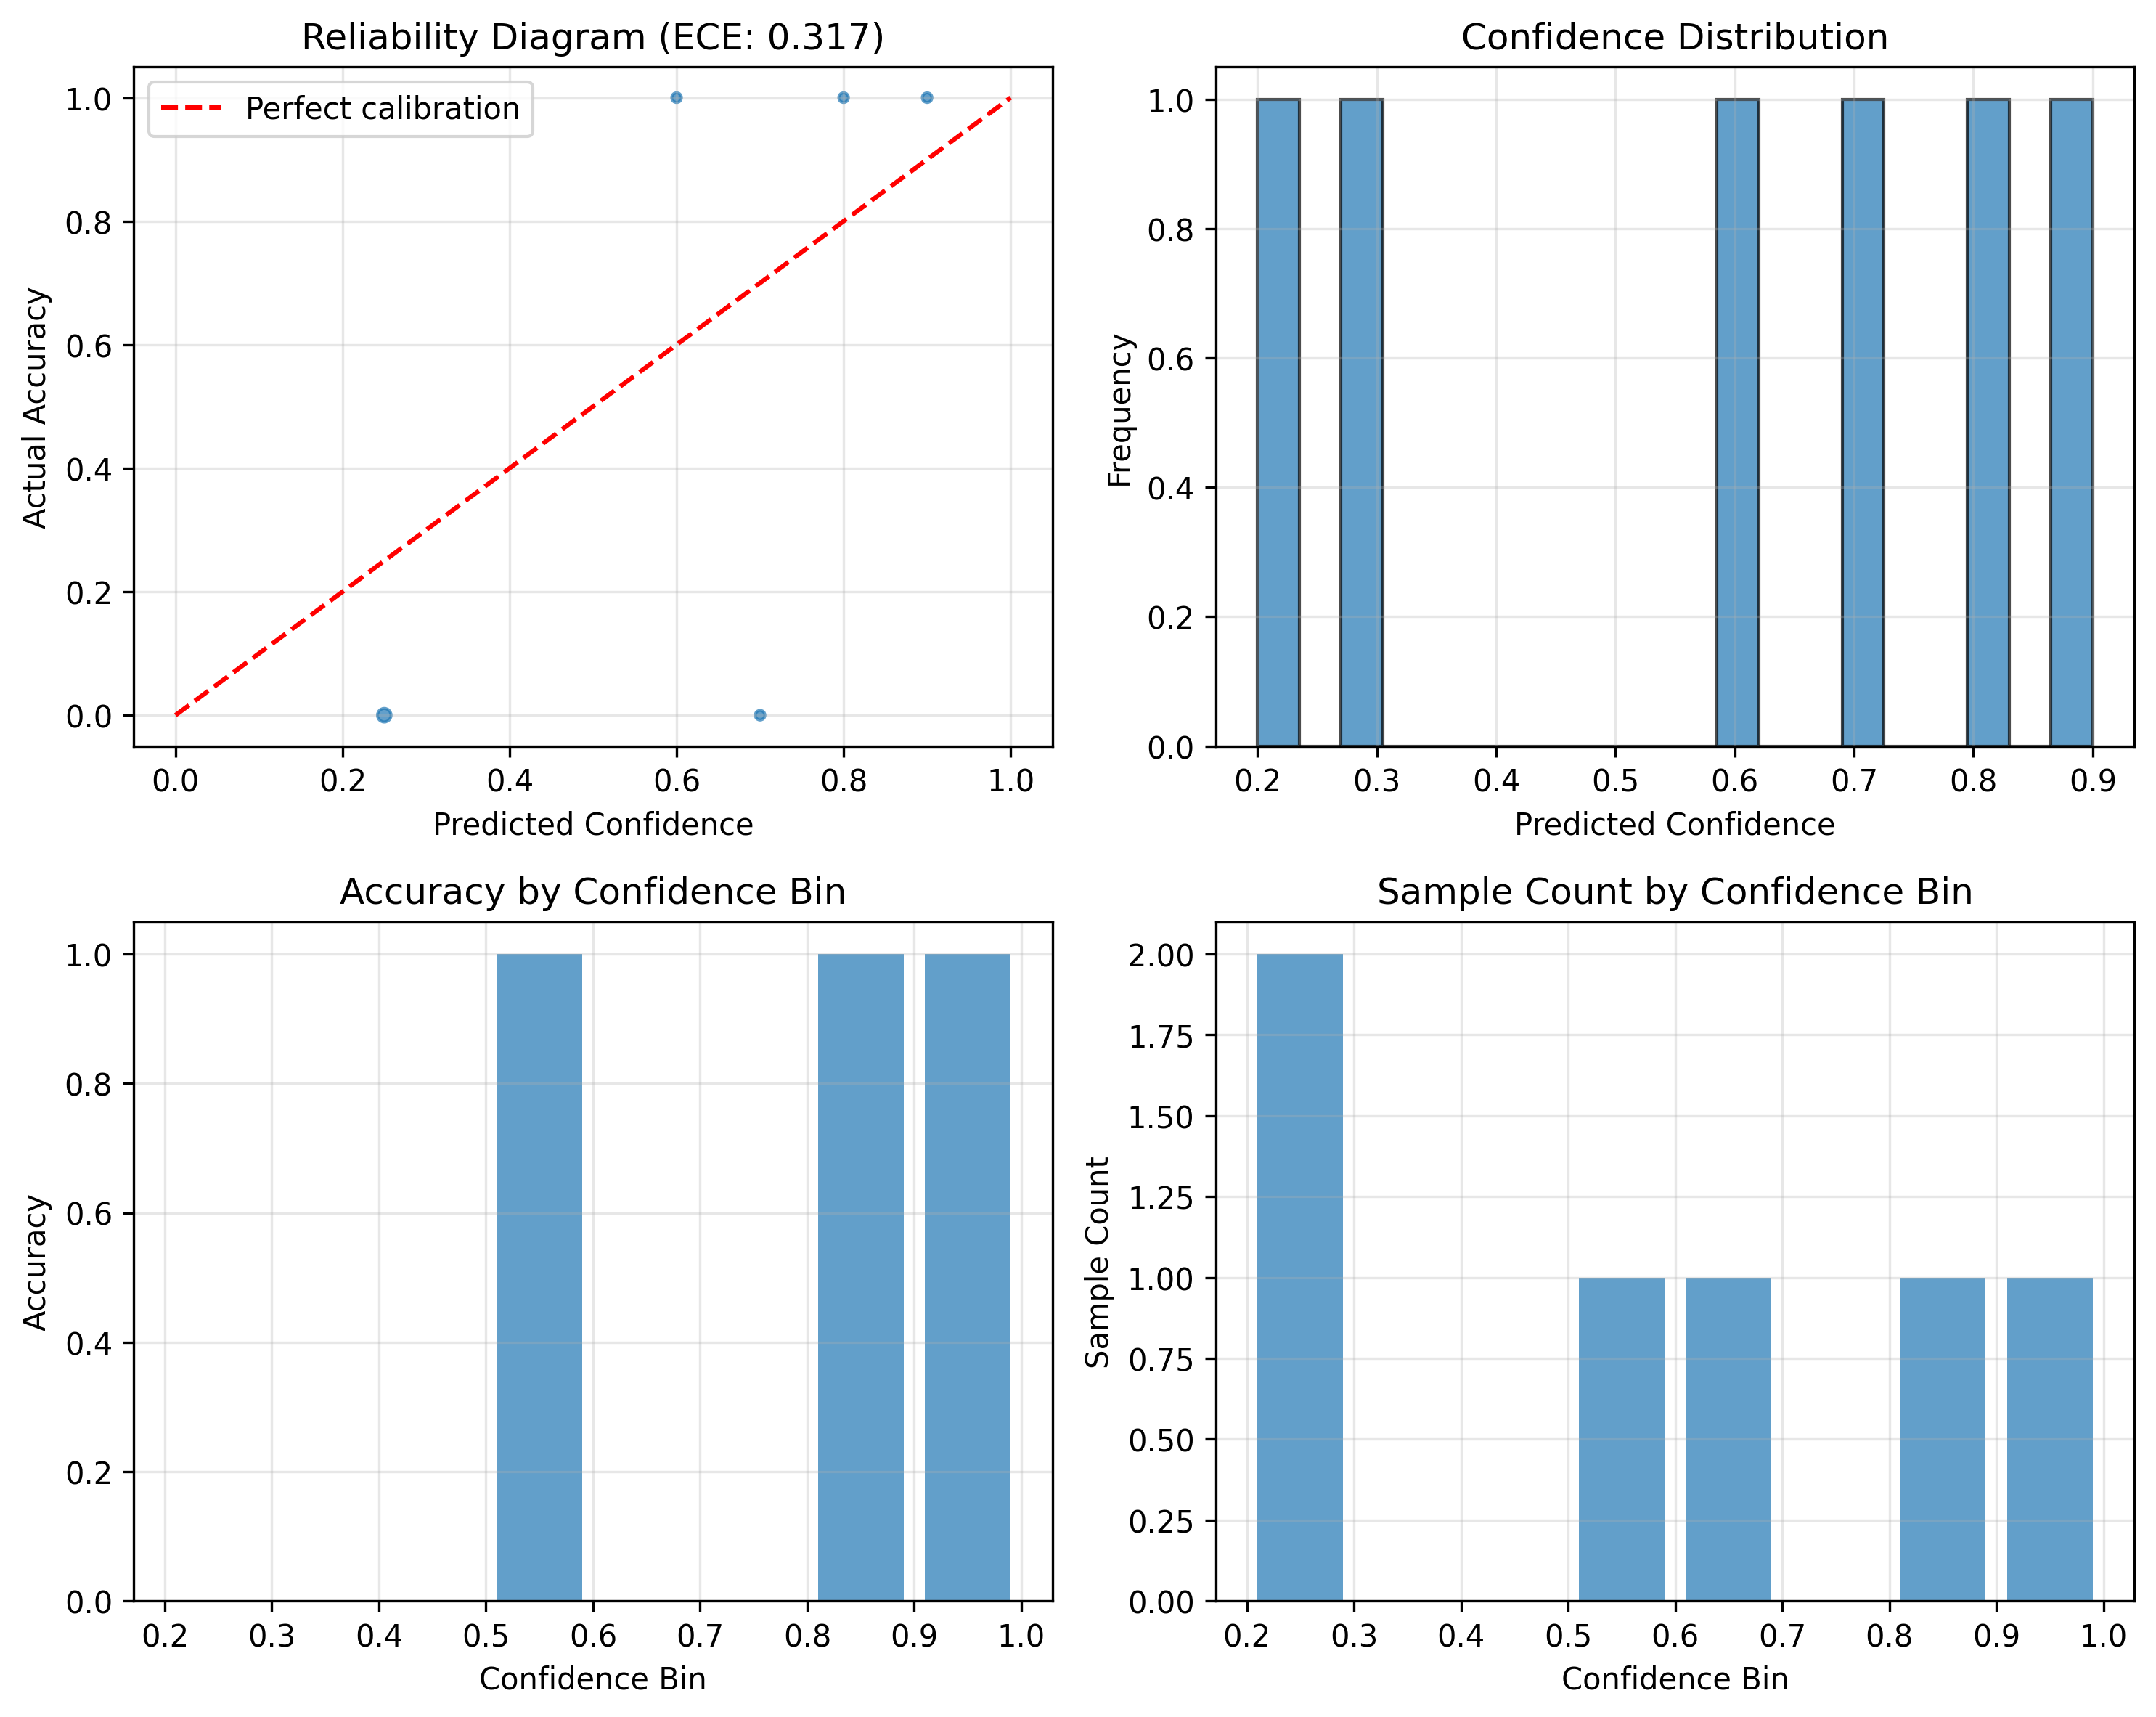 Reliability Diagram (ECE: 0.317)
Perfect calibration
Actual Accuracy
1.0
0.8
0.6
0.4
0.2
0.0
0.0 0.2 0.4 0.6 0.8 1.0
Predicted Confidence
Confidence Distribution
Frequency
1.0
0.8
0.6
0.4
0.2
0.0
0.2 0.3 0.4 0.5 0.6 0.7 0.8 0.9
Predicted Confidence
Accuracy by Confidence Bin
Accuracy
1.0
0.8
0.6
0.4
0.2
0.0
0.2 0.3 0.4 0.5 0.6 0.7 0.8 0.9 1.0
Confidence Bin
Sample Count by Confidence Bin
Sample Count
2.00
1.75
1.50
1.25
1.00
0.75
0.50
0.25
0.00
0.2 0.3 0.4 0.5 0.6 0.7 0.8 0.9 1.0
Confidence Bin